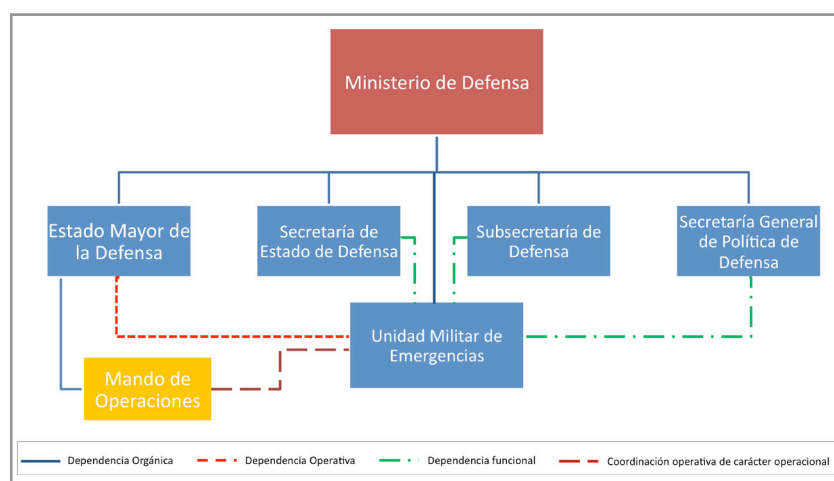 Ministerio de Defensa
Estado Mayor de
la Defensa
Secretaría de
Estado de Defensa
Subsecretaría de
Defensa
Secretaría General
de Política de
Defensa
Unidad Militar de
Emergencias
Mando de
Operaciones
Dependencia Orgánica
Dependencia Operativa
Dependencia funcional
Coordinación operativa de carácter operacional